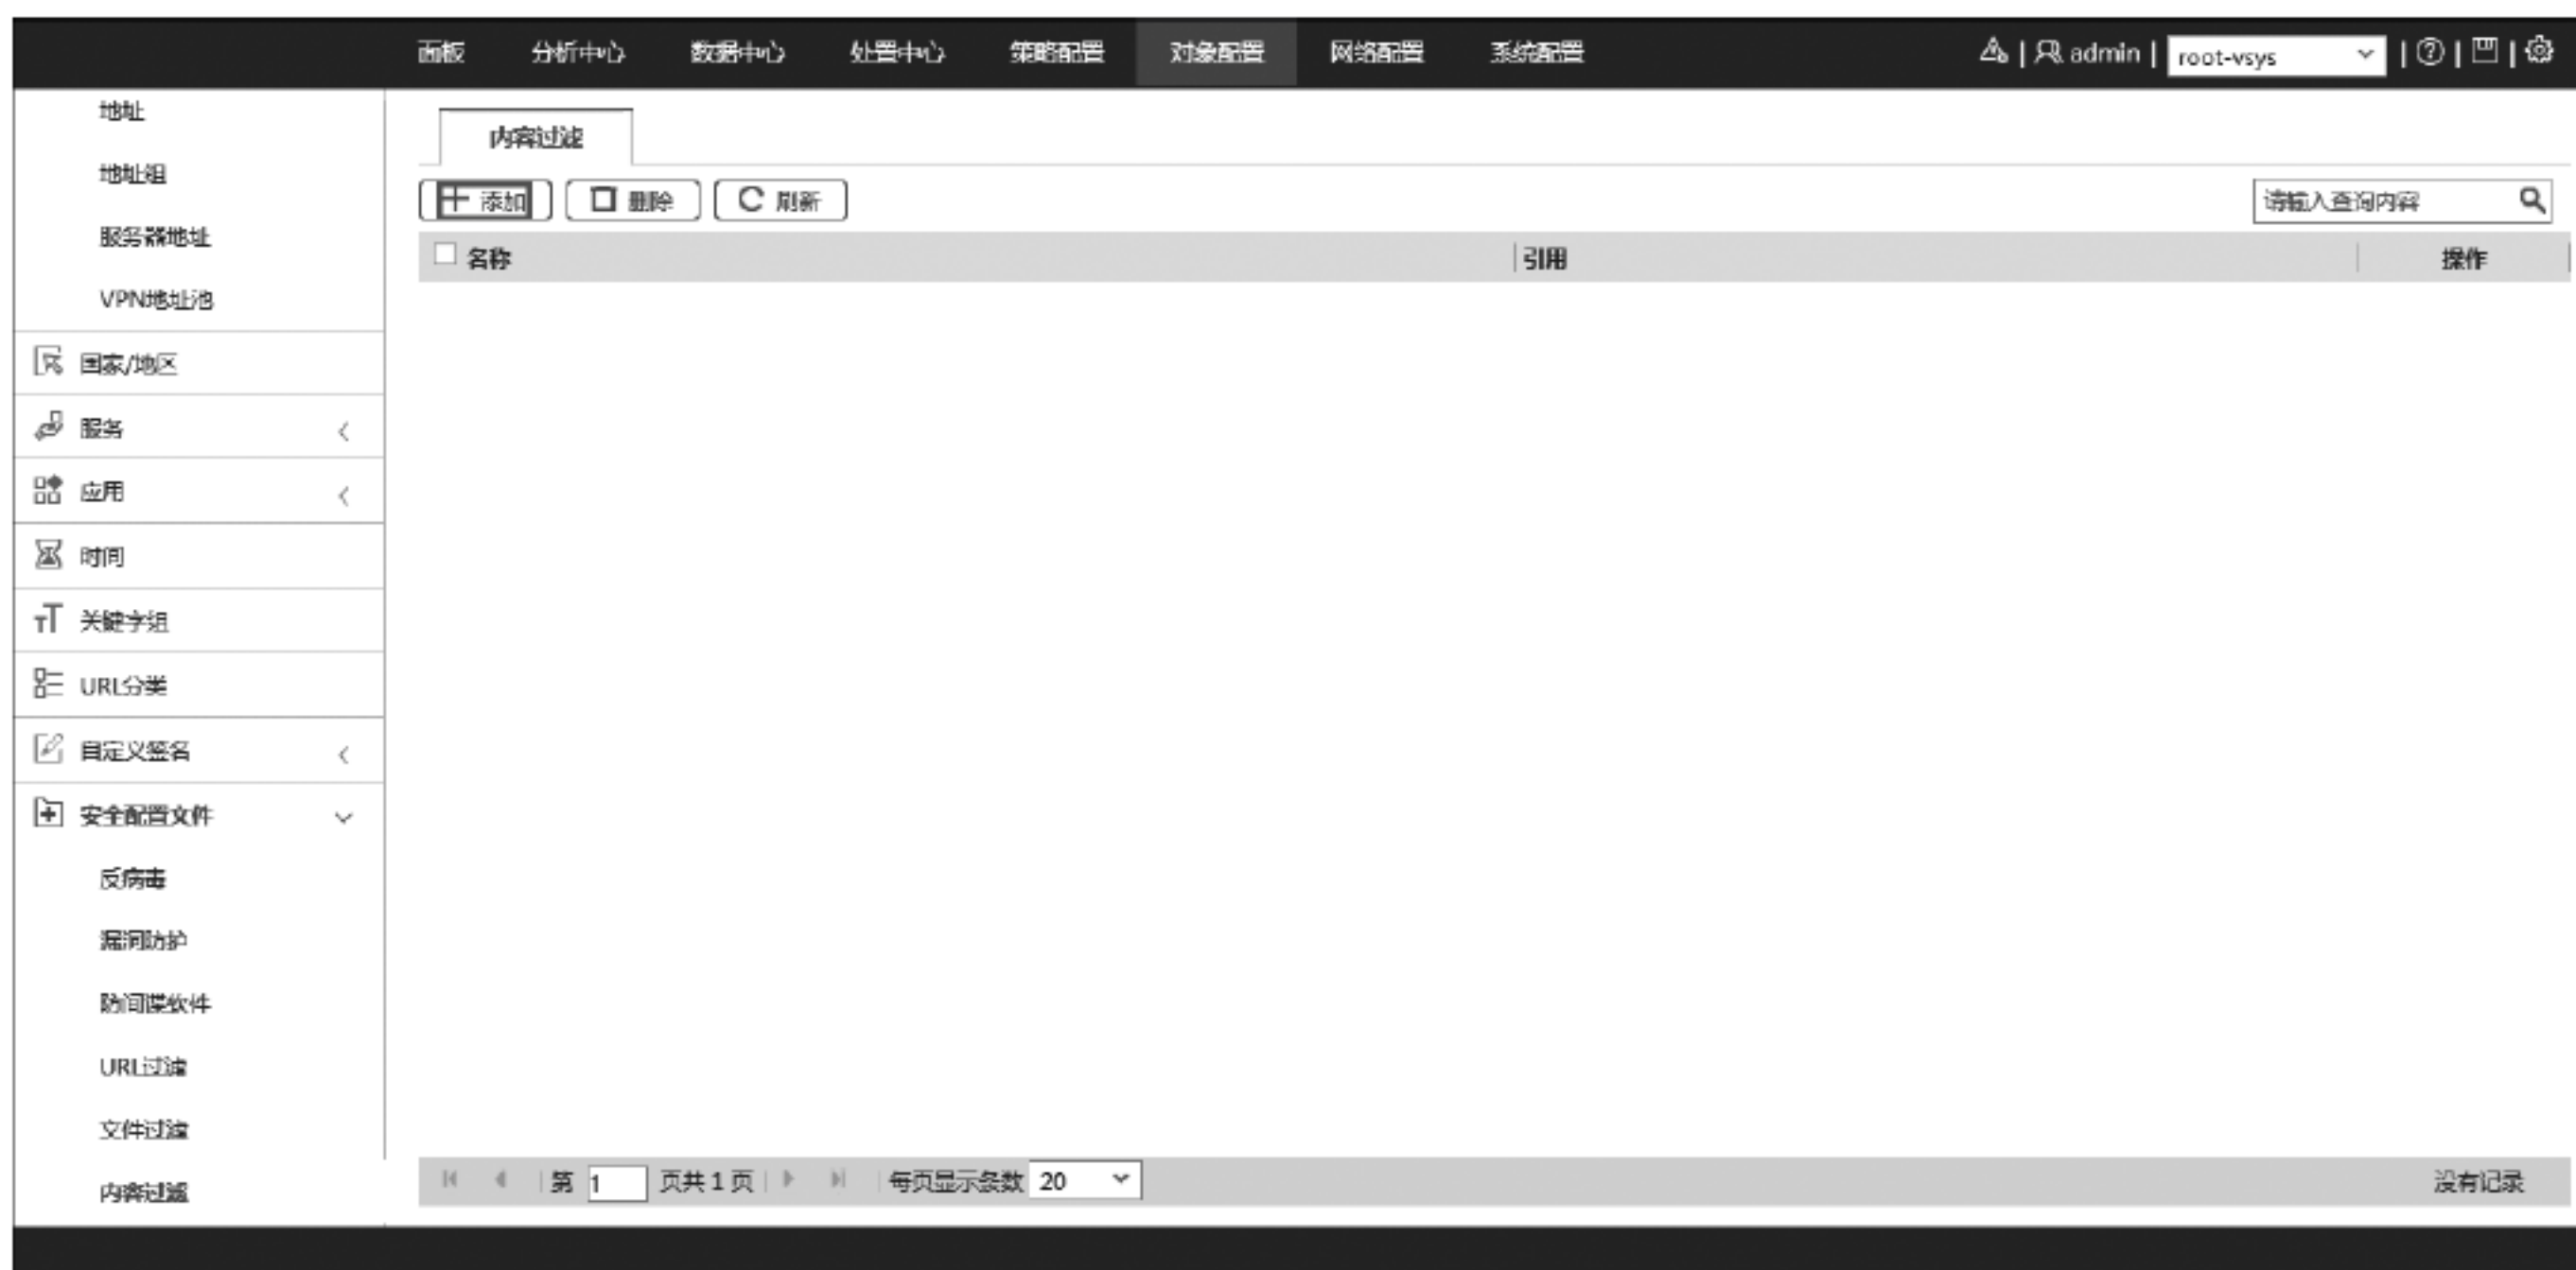 面板 分析中心 数据中心 处置中心 策略配置 对象配置 网络配置 系统配置 | admin | root-vsys
地址
地址组
服务器地址
VPN地址池
国家/地区
服务
应用
时间
关键字组
URL分类
自定义签名
安全配置文件
反病毒
漏洞防护
防间谍软件
URL过滤
文件过滤
内容过滤
内容过滤
添加 删除 刷新 请输入查询内容
名称 引用 操作
第 1 页共 1 页 每页显示条数 20 没有记录